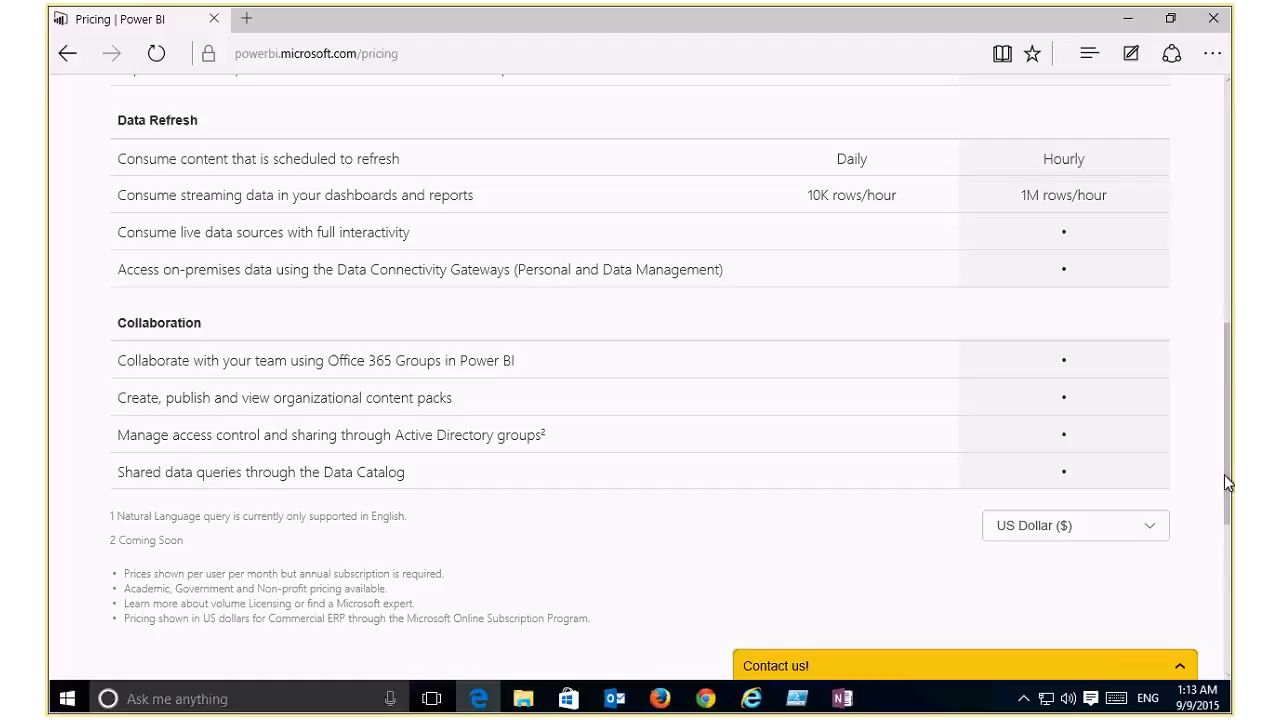 Pricing | Power BI
powerbi.microsoft.com/pricing
Data Refresh
Consume content that is scheduled to refresh Daily Hourly
Consume streaming data in your dashboards and reports 10K rows/hour 1M rows/hour
Consume live data sources with full interactivity •
Access on-premises data using the Data Connectivity Gateways (Personal and Data Management) •
Collaboration
Collaborate with your team using Office 365 Groups in Power BI •
Create, publish and view organizational content packs •
Manage access control and sharing through Active Directory groups² •
Shared data queries through the Data Catalog •
1 Natural Language query is currently only supported in English.
US Dollar ($)
2 Coming Soon
• Prices shown per user per month but annual subscription is required.
• Academic, Government and Non-profit pricing available.
• Learn more about volume Licensing or find a Microsoft expert.
• Pricing shown in US dollars for Commercial ERP through the Microsoft Online Subscription Program.
Contact us!
Ask me anything
ENG
1:13 AM
9/9/2015